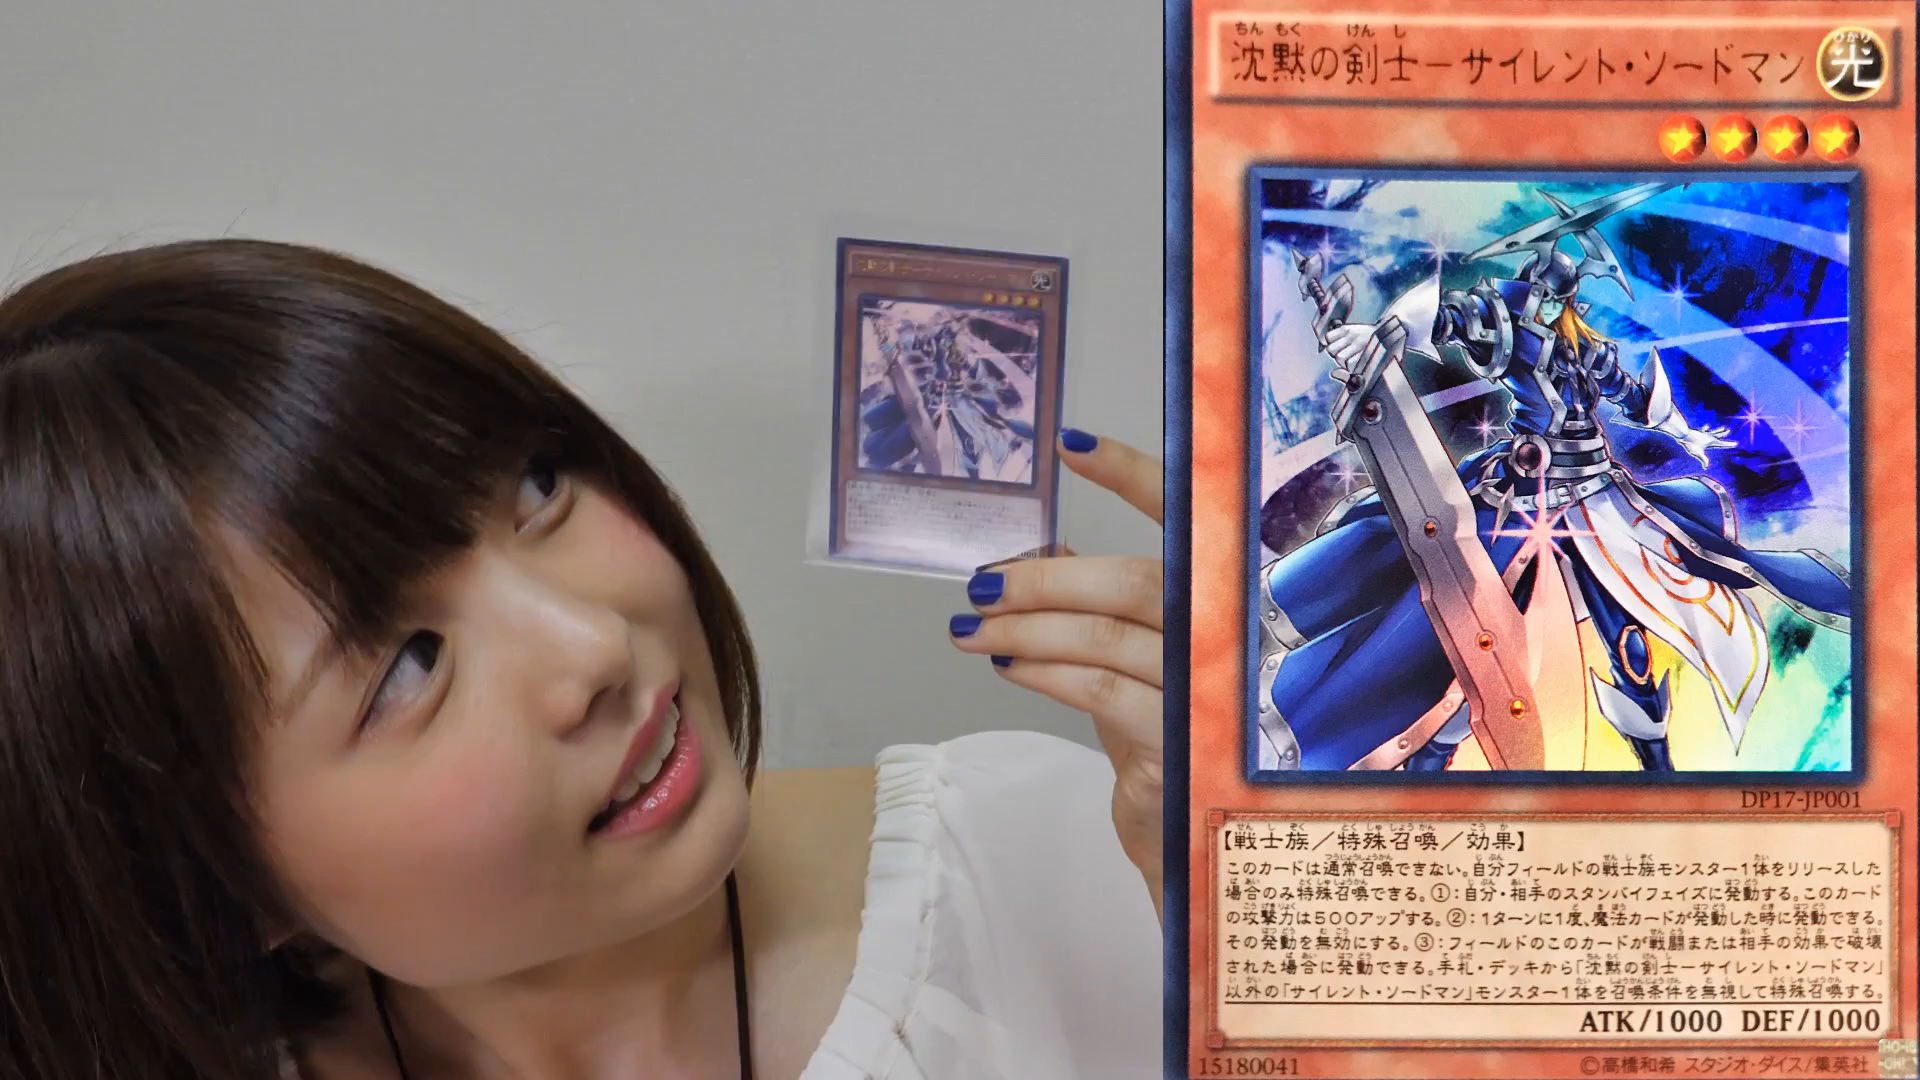 沈黙の剣士－サイレント・ソードマン
光
DP17-JP001
【戦士族／特殊召喚／効果】
このカードは通常召喚できない。自分フィールドの戦士族モンスター1体をリリースした
場合のみ特殊召喚できる。①：自分・相手のスタンバイフェイズに発動する。このカード
の攻撃力は500アップする。②：1ターンに1度、魔法カードが発動した時に発動できる。
その発動を無効にする。③：フィールドのこのカードが戦闘または相手の効果で破壊
された場合に発動できる。手札・デッキから「沈黙の剣士－サイレント・ソードマン」
以外の「サイレント・ソードマン」モンスター1体を召喚条件を無視して特殊召喚する。
ATK/1000 DEF/1000
15180041
©高橋和希 スタジオ・ダイス/集英社